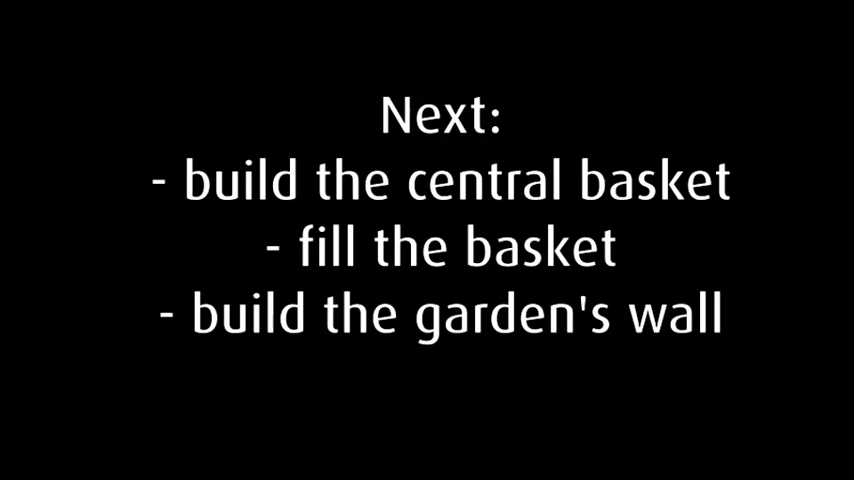 Next:
- build the central basket
- fill the basket
- build the garden's wall